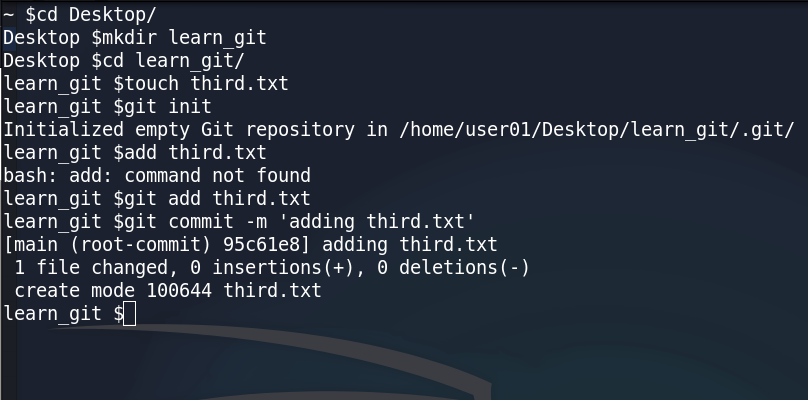 ~ $cd Desktop/
Desktop $mkdir learn_git
Desktop $cd learn_git/
learn_git $touch third.txt
learn_git $git init
Initialized empty Git repository in /home/user01/Desktop/learn_git/.git/
learn_git $add third.txt
bash: add: command not found
learn_git $git add third.txt
learn_git $git commit -m 'adding third.txt'
[main (root-commit) 95c61e8] adding third.txt
 1 file changed, 0 insertions(+), 0 deletions(-)
 create mode 100644 third.txt
learn_git $